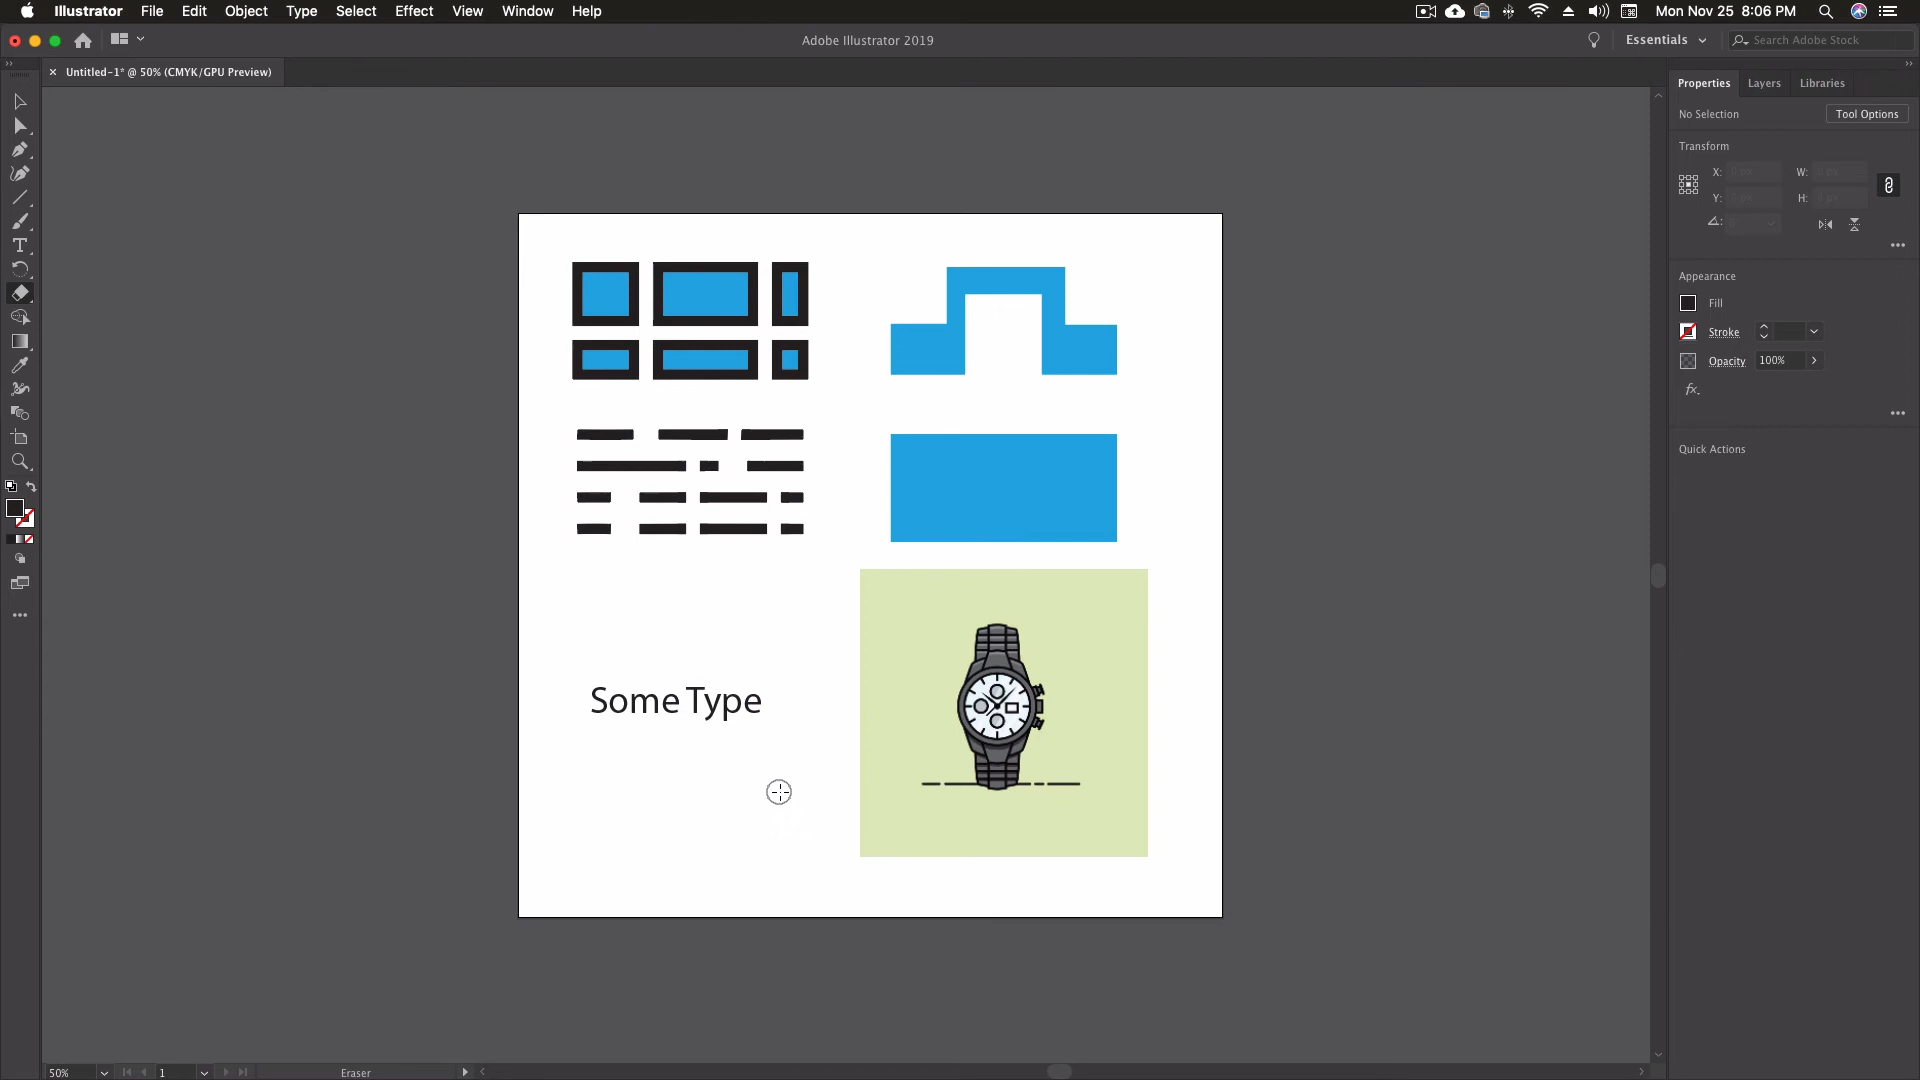 Illustrator File Edit Object Type Select Effect View Window Help
Mon Nov 25 8:06 PM
Adobe Illustrator 2019
Essentials
Search Adobe Stock
× Untitled-1* @ 50% (CMYK/GPU Preview)
Properties Layers Libraries
No Selection
Tool Options
Transform
X: W:
Y: H:
Appearance
Fill
Stroke
Opacity 100%
fx.
Quick Actions
Some Type
50%
1
Eraser